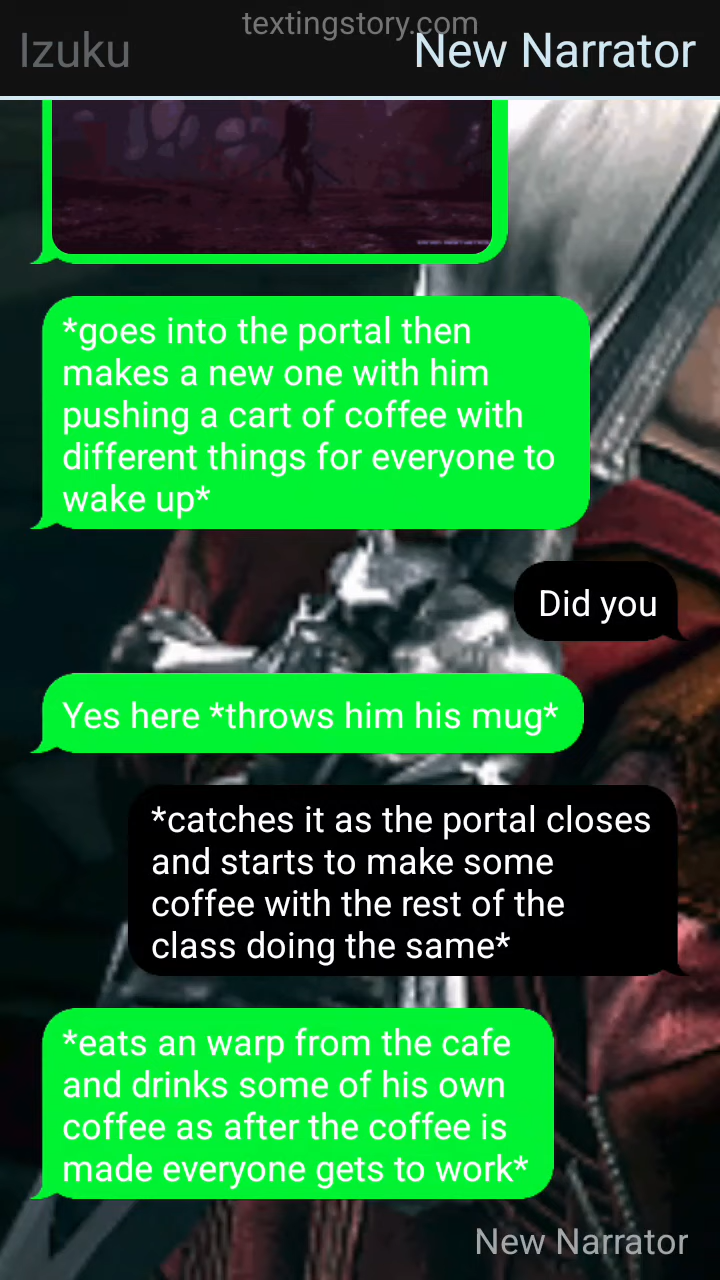 textingstory.com
Izuku
New Narrator
*goes into the portal then
makes a new one with him
pushing a cart of coffee with
different things for everyone to
wake up*
Did you
Yes here *throws him his mug*
*catches it as the portal closes
and starts to make some
coffee with the rest of the
class doing the same*
*eats an warp from the cafe
and drinks some of his own
coffee as after the coffee is
made everyone gets to work*
New Narrator